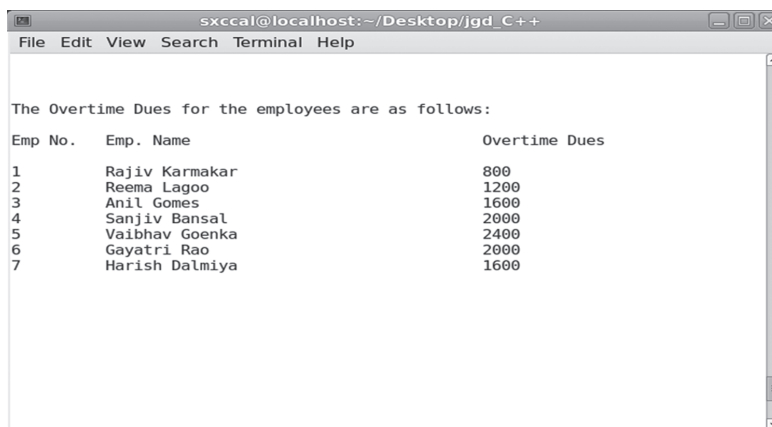 sxccal@localhost:~/Desktop/jgd_C++
File Edit View Search Terminal Help
The Overtime Dues for the employees are as follows:
Emp No. Emp. Name Overtime Dues
1 Rajiv Karmakar 800
2 Reema Lagoo 1200
3 Anil Gomes 1600
4 Sanjiv Bansal 2000
5 Vaibhav Goenka 2400
6 Gayatri Rao 2000
7 Harish Dalmiya 1600